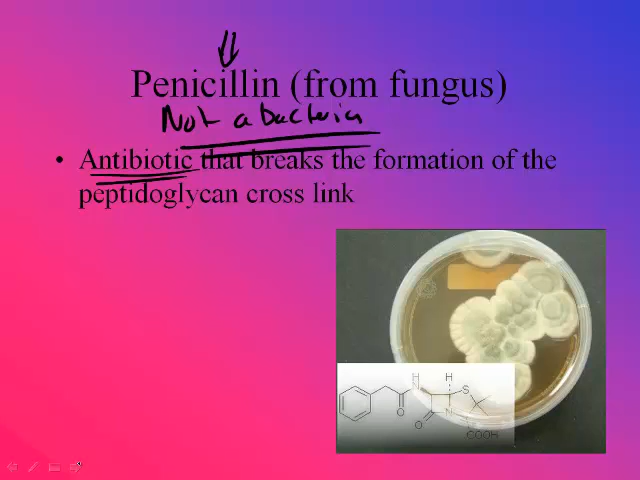 Penicillin (from fungus)
Not a bacteria
• Antibiotic that breaks the formation of the
peptidoglycan cross link
H
H
S
O
N
O
COOH